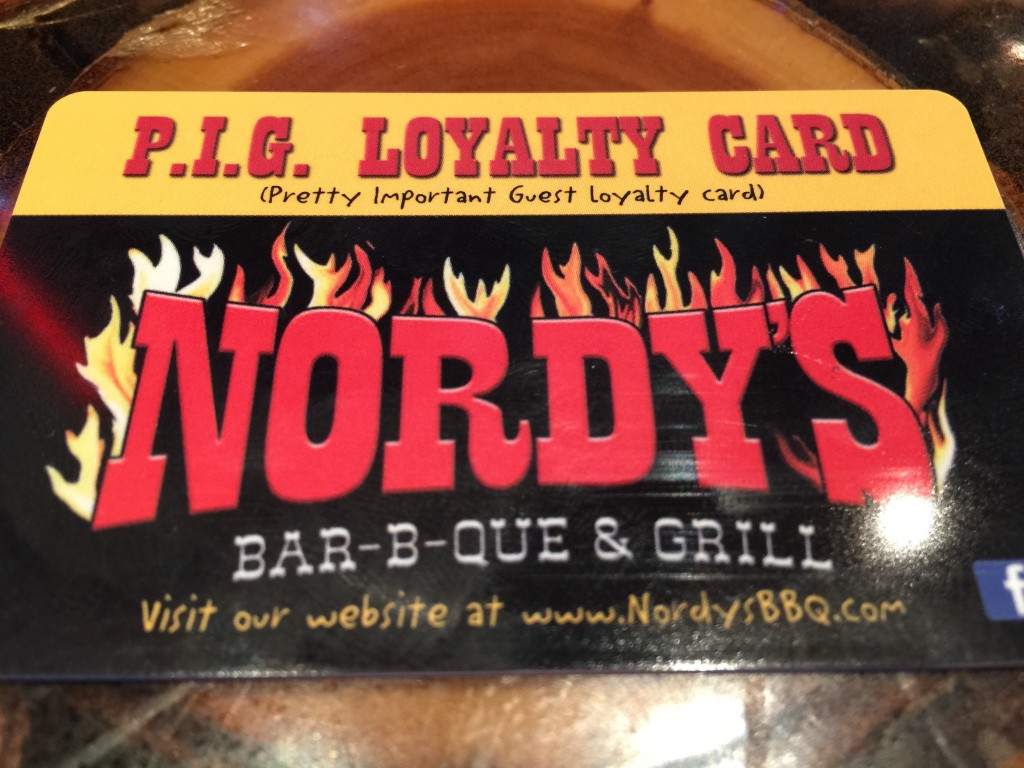 P.I.G. LOYALTY CARD
(Pretty Important Guest loyalty card)
NORDY'S
BAR-B-QUE & GRILL
Visit our website at www.NordysBBQ.com
f